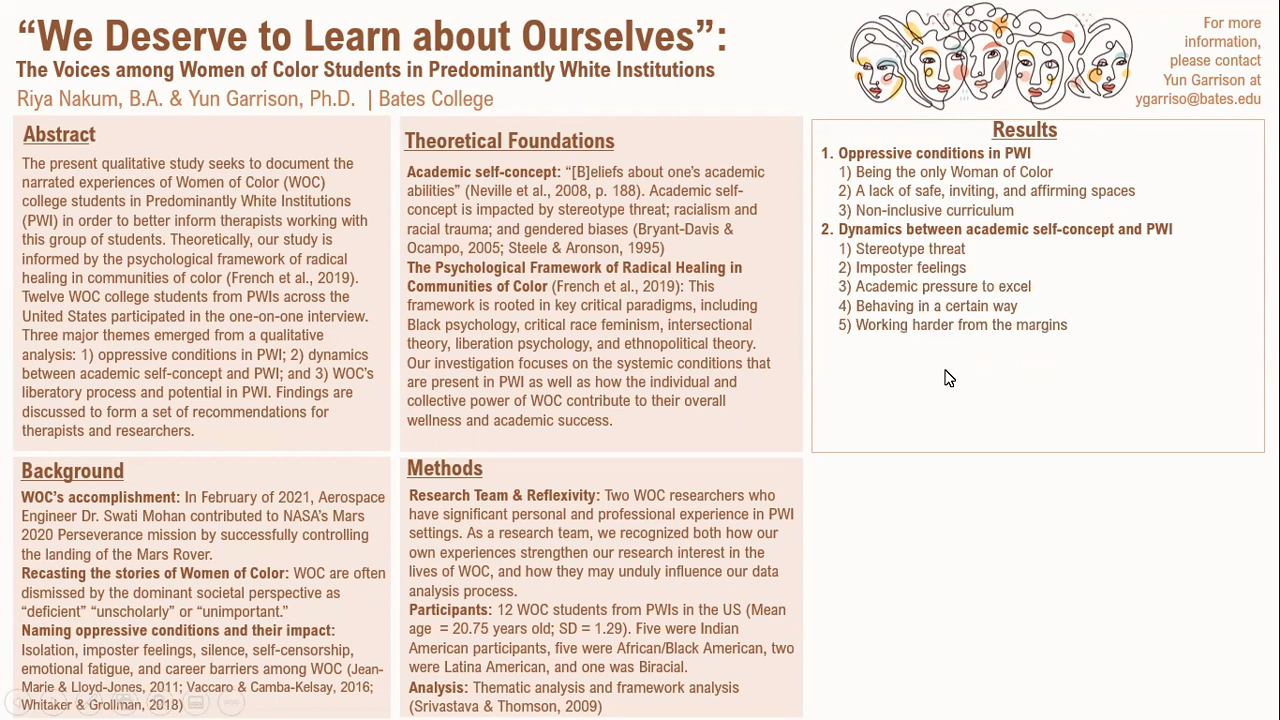 “We Deserve to Learn about Ourselves”:
The Voices among Women of Color Students in Predominantly White Institutions
Riya Nakum, B.A. & Yun Garrison, Ph.D.  | Bates College
For more
information,
please contact
Yun Garrison at
ygarriso@bates.edu
Abstract
The present qualitative study seeks to document the
narrated experiences of Women of Color (WOC)
college students in Predominantly White Institutions
(PWI) in order to better inform therapists working with
this group of students. Theoretically, our study is
informed by the psychological framework of radical
healing in communities of color (French et al., 2019).
Twelve WOC college students from PWIs across the
United States participated in the one-on-one interview.
Three major themes emerged from a qualitative
analysis: 1) oppressive conditions in PWI; 2) dynamics
between academic self-concept and PWI; and 3) WOC’s
liberatory process and potential in PWI. Findings are
discussed to form a set of recommendations for
therapists and researchers.
Background
WOC’s accomplishment: In February of 2021, Aerospace
Engineer Dr. Swati Mohan contributed to NASA’s Mars
2020 Perseverance mission by successfully controlling
the landing of the Mars Rover.
Recasting the stories of Women of Color: WOC are often
dismissed by the dominant societal perspective as
“deficient” “unscholarly” or “unimportant.”
Naming oppressive conditions and their impact:
Isolation, imposter feelings, silence, self-censorship,
emotional fatigue, and career barriers among WOC (Jean-
Marie & Lloyd-Jones, 2011; Vaccaro & Camba-Kelsay, 2016;
Whitaker & Grollman, 2018)
Theoretical Foundations
Academic self-concept: “[B]eliefs about one’s academic
abilities” (Neville et al., 2008, p. 188). Academic self-
concept is impacted by stereotype threat; racialism and
racial trauma; and gendered biases (Bryant-Davis &
Ocampo, 2005; Steele & Aronson, 1995)
The Psychological Framework of Radical Healing in
Communities of Color (French et al., 2019): This
framework is rooted in key critical paradigms, including
Black psychology, critical race feminism, intersectional
theory, liberation psychology, and ethnopolitical theory.
Our investigation focuses on the systemic conditions that
are present in PWI as well as how the individual and
collective power of WOC contribute to their overall
wellness and academic success.
Methods
Research Team & Reflexivity: Two WOC researchers who
have significant personal and professional experience in PWI
settings. As a research team, we recognized both how our
own experiences strengthen our research interest in the
lives of WOC, and how they may unduly influence our data
analysis process.
Participants: 12 WOC students from PWIs in the US (Mean
age  = 20.75 years old; SD = 1.29). Five were Indian
American participants, five were African/Black American, two
were Latina American, and one was Biracial.
Analysis: Thematic analysis and framework analysis
(Srivastava & Thomson, 2009)
Results
1. Oppressive conditions in PWI
1) Being the only Woman of Color
2) A lack of safe, inviting, and affirming spaces
3) Non-inclusive curriculum
2. Dynamics between academic self-concept and PWI
1) Stereotype threat
2) Imposter feelings
3) Academic pressure to excel
4) Behaving in a certain way
5) Working harder from the margins